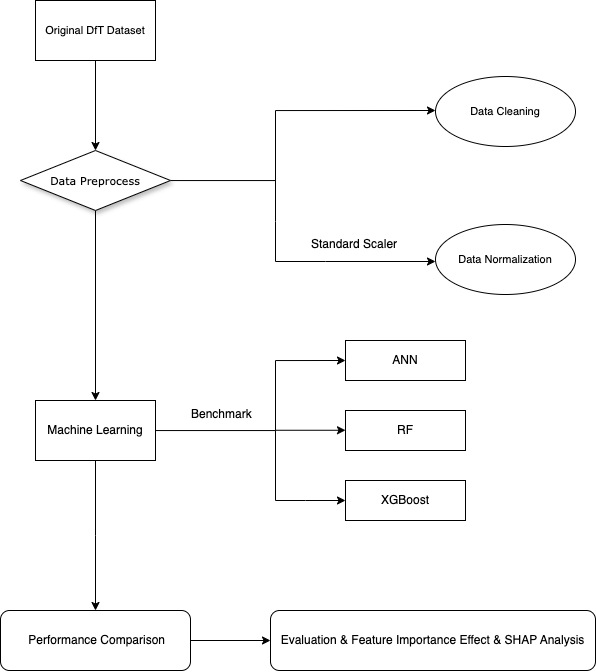 Original DfT Dataset
Data Cleaning
Data Preprocess
Standard Scaler
Data Normalization
ANN
Benchmark
Machine Learning
RF
XGBoost
Performance Comparison
Evaluation & Feature Importance Effect & SHAP Analysis